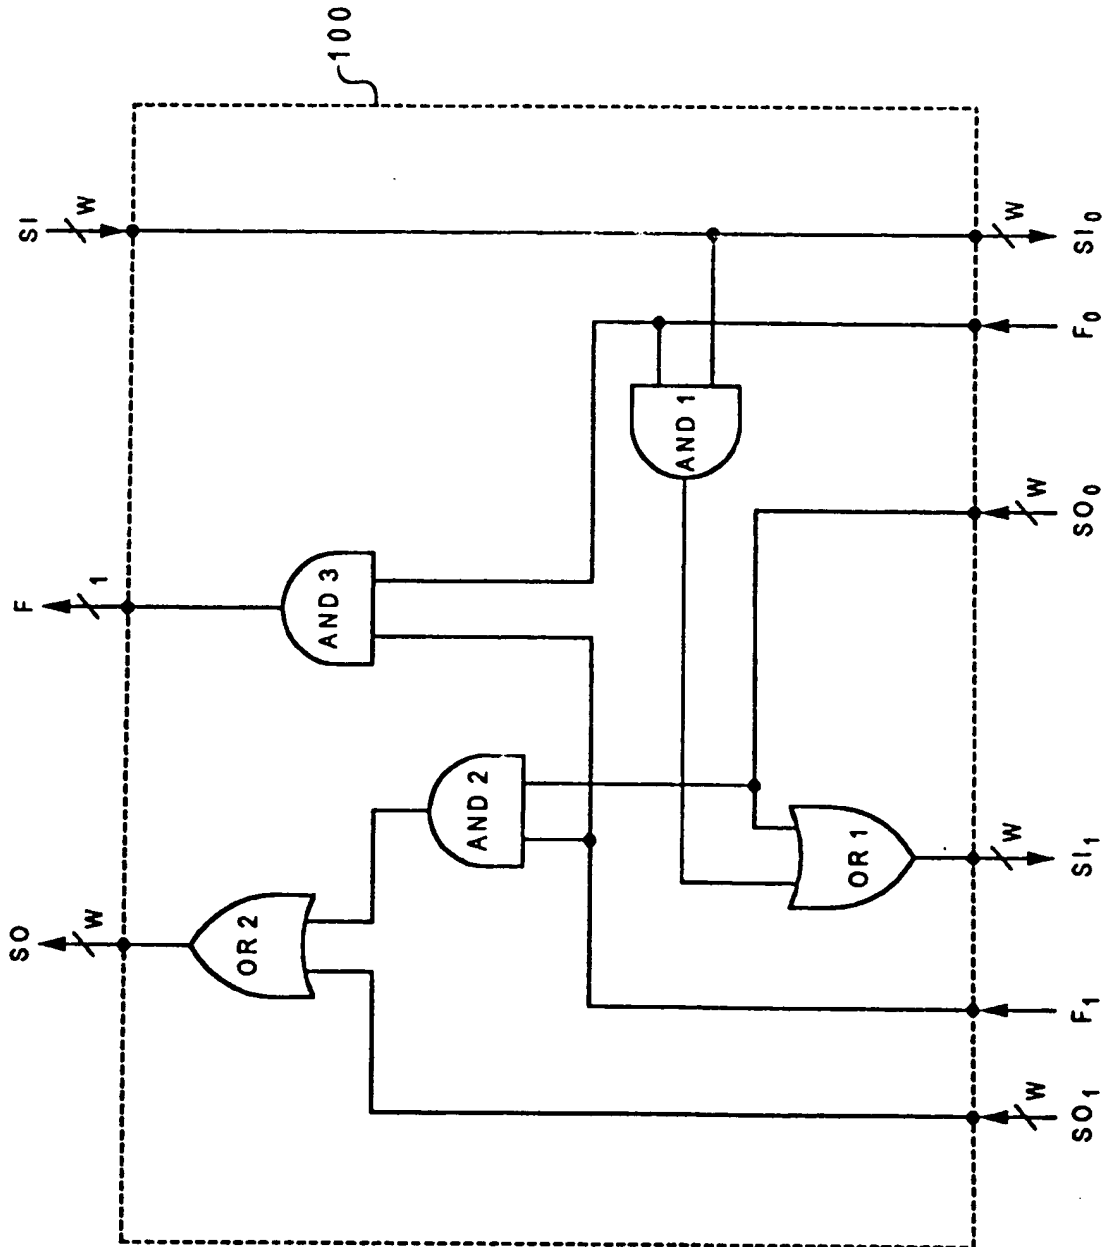 100
SI
W
F
1
SO
W
AND 3
AND 1
AND 2
OR 2
OR 1
W
SI₀
F₀
W
SO₀
W
SI₁
F₁
W
SO₁